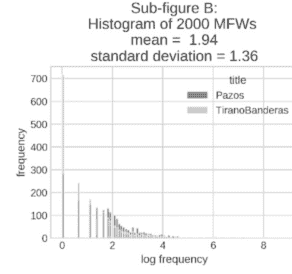 Sub-figure B:
Histogram of 2000 MFWs
mean = 1.94
standard deviation = 1.36
title
Pazos
TiranoBanderas
frequency
700
600
500
400
300
200
100
0
0 2 4 6 8
log frequency